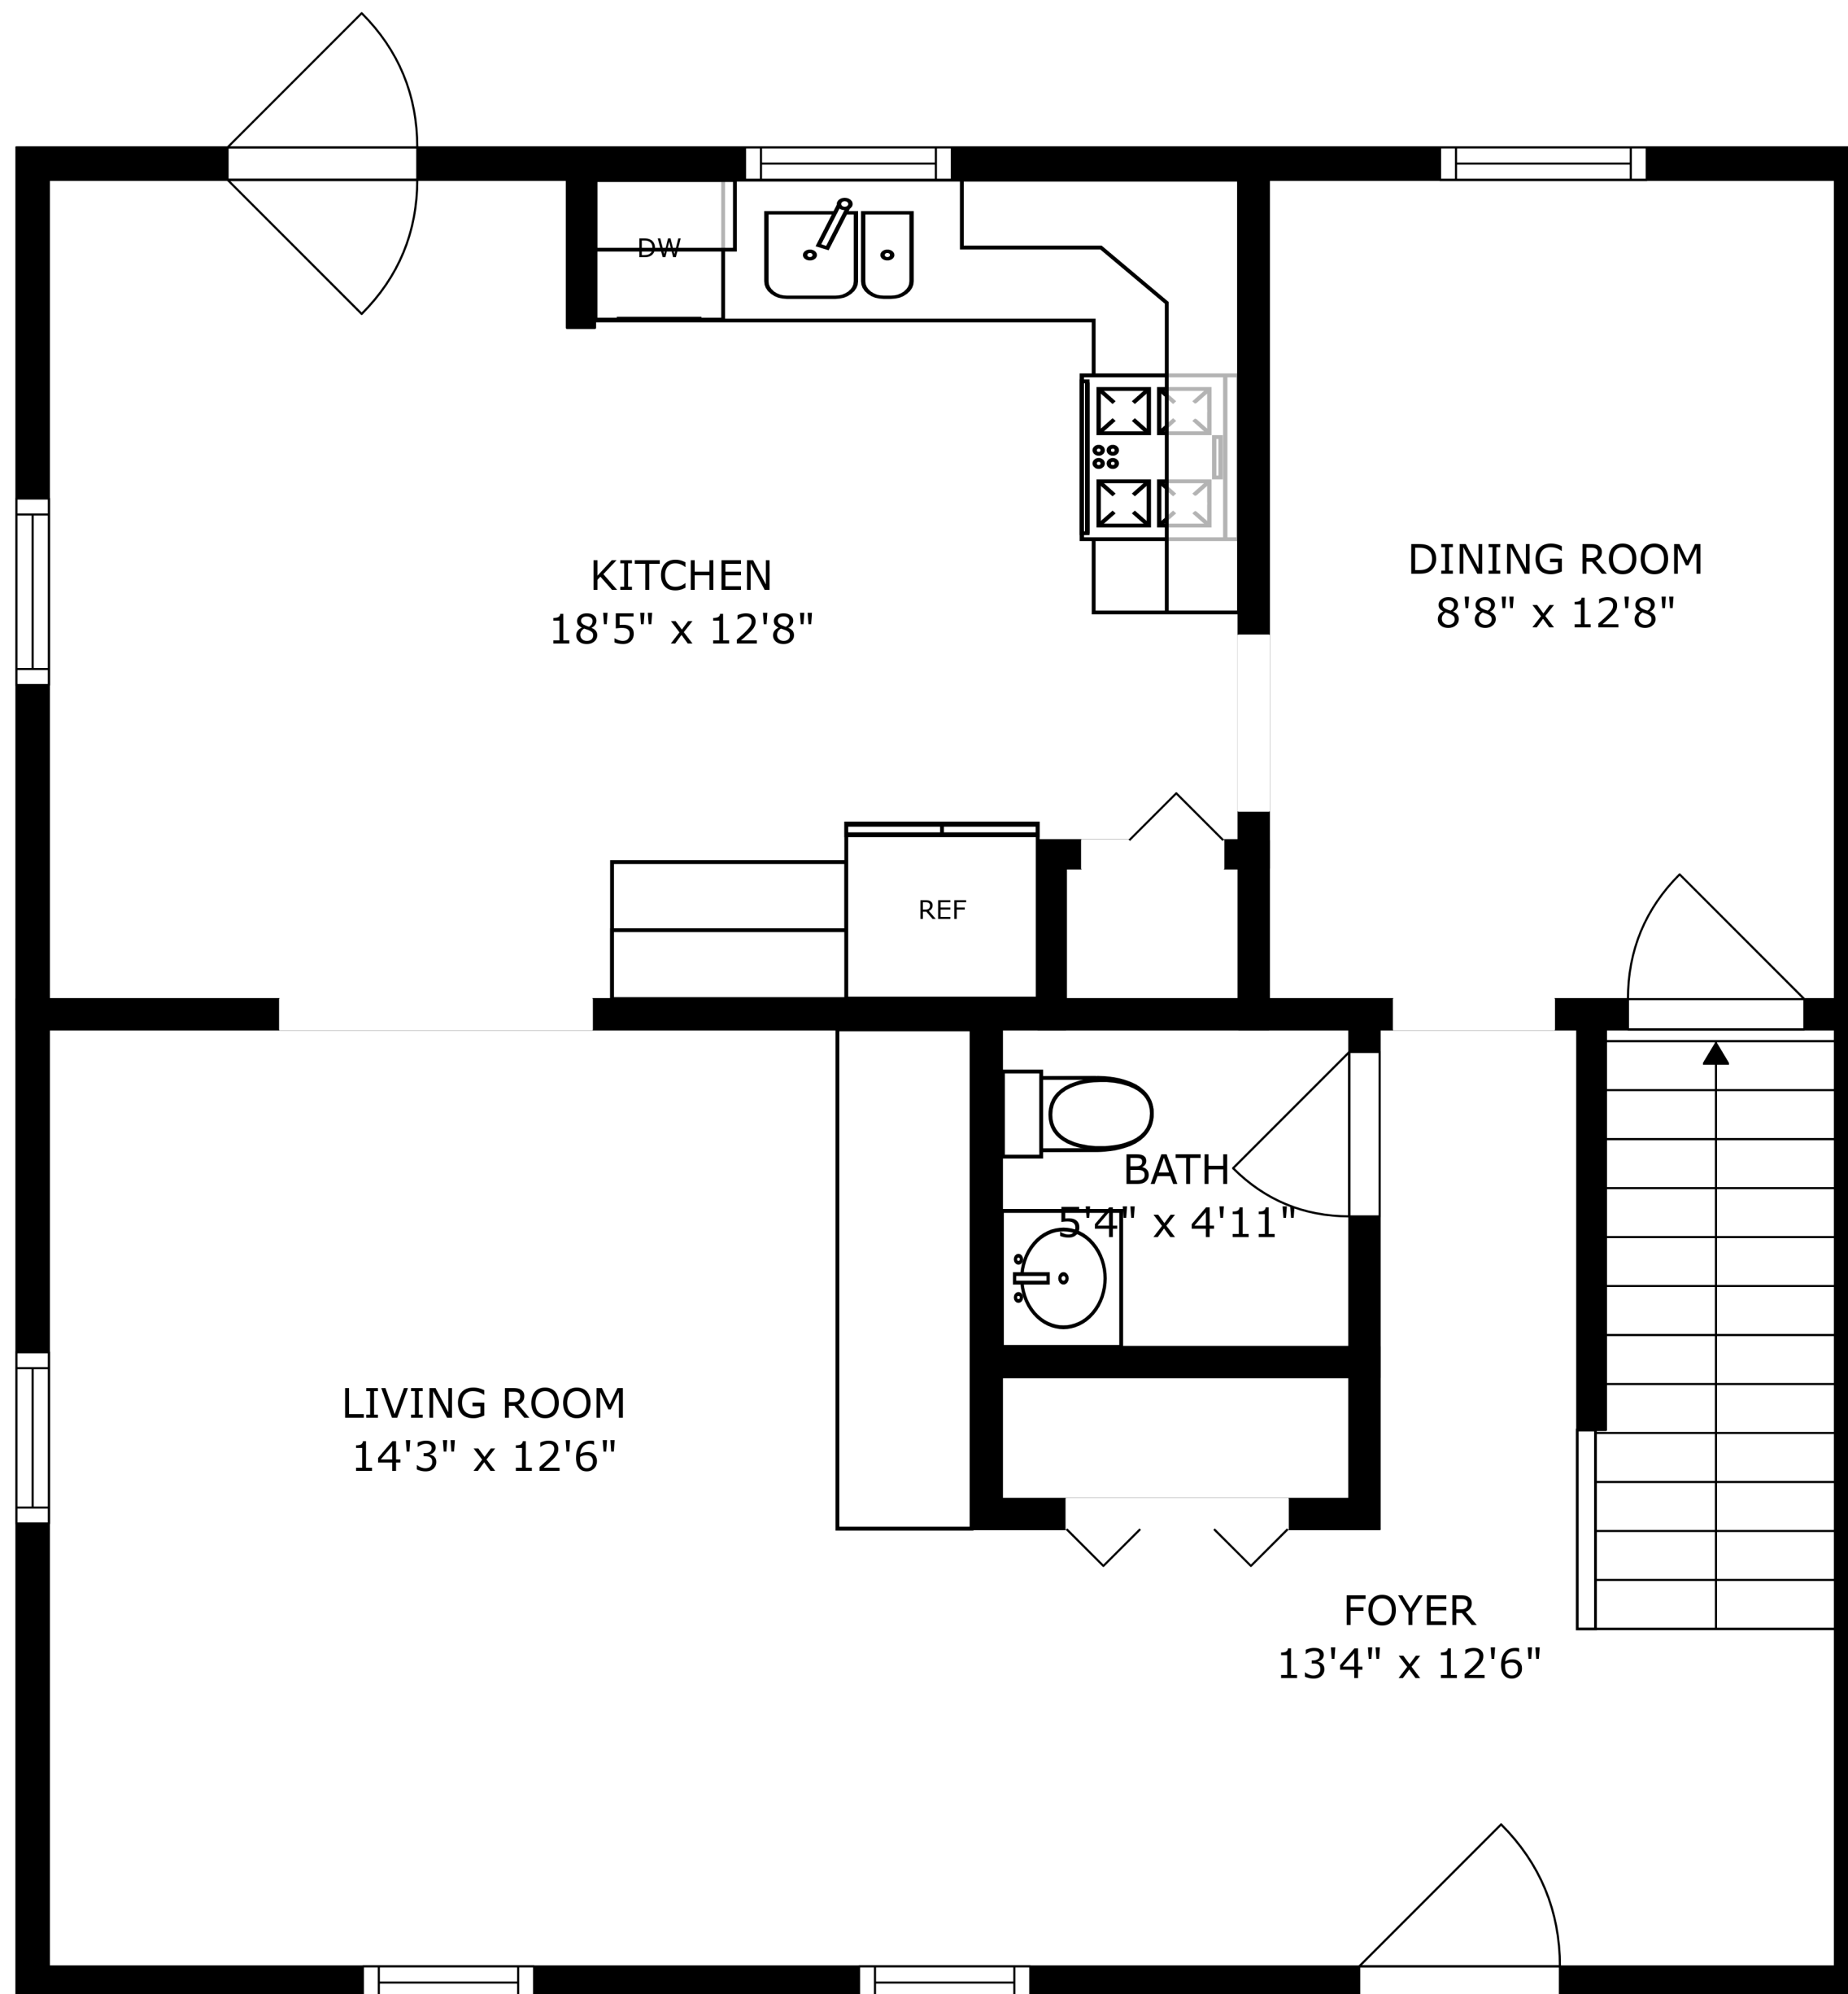 DW
KITCHEN
18'5" x 12'8"
DINING ROOM
8'8" x 12'8"
REF
BATH
5'4" x 4'11"
LIVING ROOM
14'3" x 12'6"
FOYER
13'4" x 12'6"